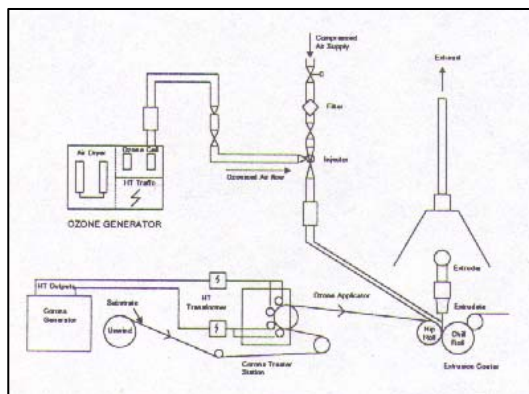 Compressed
Air Supply
Exhaust
Filter
Air Dryer
Ozone Cell
HT Trafo
Injector
Ozonised Air flow
OZONE GENERATOR
Extruder
HT Outputs
Substrate
HT
Transformer
Ozone Applicator
Extrudate
Corona
Generator
Unwind
Nip
Roll
Chill
Roll
Corona Treater
Station
Extrusion Coater